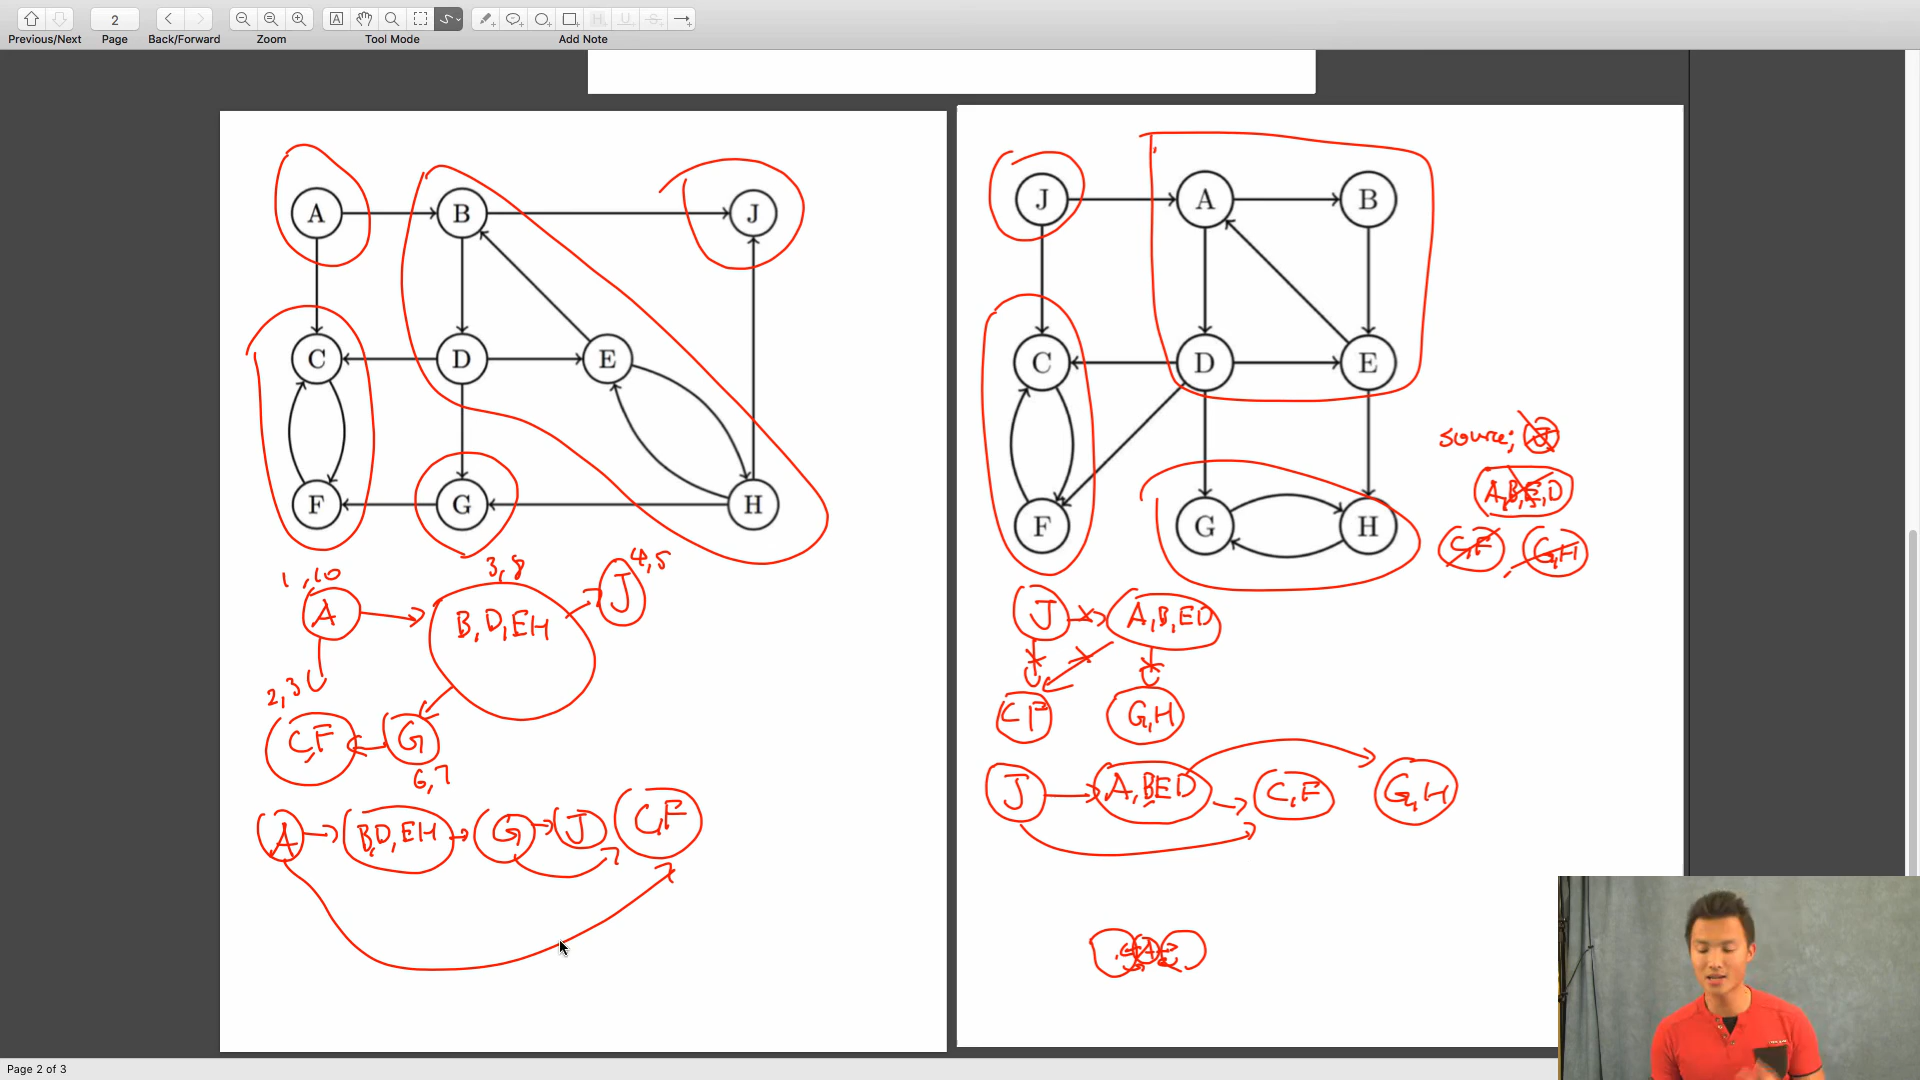 2
Previous/Next Page Back/Forward Zoom Tool Mode Add Note
A B J
C D E
F G H
1,10
3,8
4,5
A B,D,EH J
2,3
C,F G
6,7
A B,D,EH G J C,F
J A B
C D E
F G H
source; J
A,B,E,D
C,F, G,H
J A,B,ED
CF G,H
J A,BED C,F G,H
Page 2 of 3